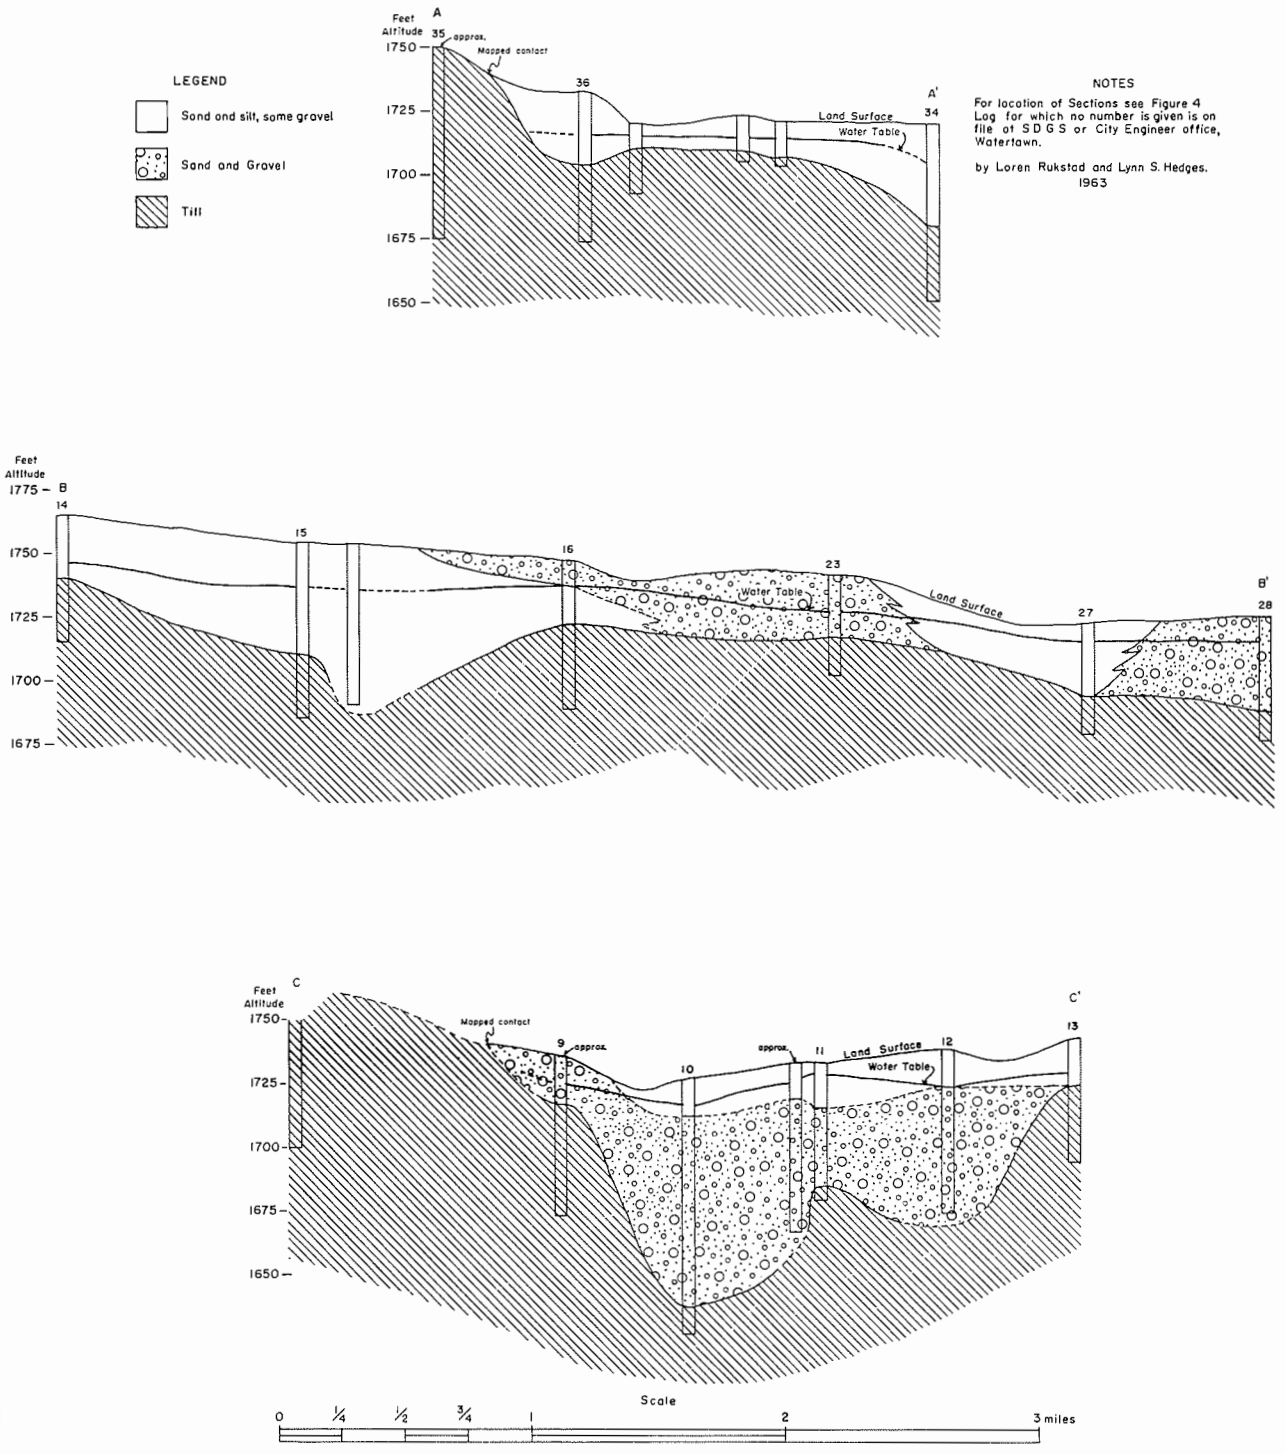 LEGEND
Sand and silt, some gravel
Sand and Gravel
Till
NOTES
For location of Sections see Figure 4
Log for which no number is given is on
file at S D G S or City Engineer office,
Watertown.
by Loren Rukstad and Lynn S. Hedges.
1963
Feet
Altitude
A
35
approx.
Mapped contact
36
A'
34
Land Surface
Water Table
1750
1725
1700
1675
1650
Feet
Altitude
1775
B
14
15
16
23
27
B'
28
Water Table
Land Surface
1750
1725
1700
1675
Feet
Altitude
C
C'
Mapped contact
9
approx.
10
approx.
11
Land Surface
12
Water Table
13
1750
1725
1700
1675
1650
Scale
0 1/4 1/2 3/4 1 2 3 miles